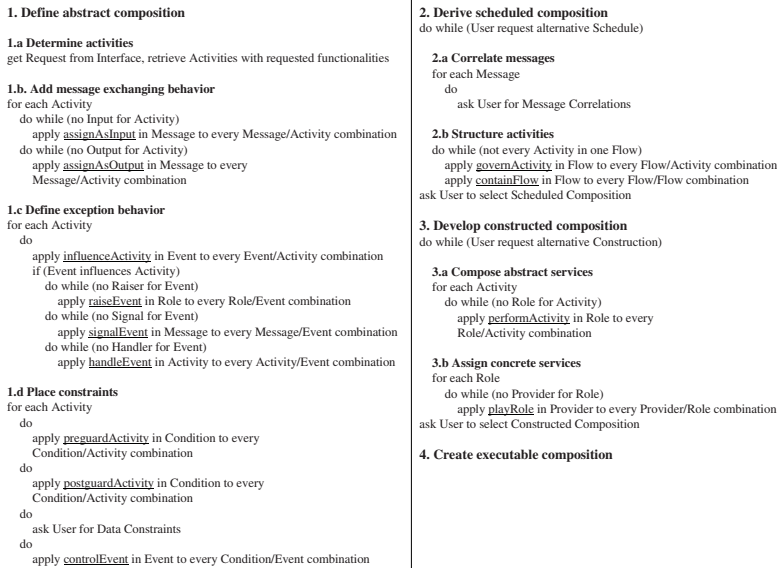 1. Define abstract composition
1.a Determine activities
get Request from Interface, retrieve Activities with requested functionalities
1.b. Add message exchanging behavior
for each Activity
do while (no Input for Activity)
apply assignAsInput in Message to every Message/Activity combination
do while (no Output for Activity)
apply assignAsOutput in Message to every
Message/Activity combination
1.c Define exception behavior
for each Activity
do
apply influenceActivity in Event to every Event/Activity combination
if (Event influences Activity)
do while (no Raiser for Event)
apply raiseEvent in Role to every Role/Event combination
do while (no Signal for Event)
apply signalEvent in Message to every Message/Event combination
do while (no Handler for Event)
apply handleEvent in Activity to every Activity/Event combination
1.d Place constraints
for each Activity
do
apply preguardActivity in Condition to every
Condition/Activity combination
do
apply postguardActivity in Condition to every
Condition/Activity combination
do
ask User for Data Constraints
do
apply controlEvent in Event to every Condition/Event combination
2. Derive scheduled composition
do while (User request alternative Schedule)
2.a Correlate messages
for each Message
do
ask User for Message Correlations
2.b Structure activities
do while (not every Activity in one Flow)
apply governActivity in Flow to every Flow/Activity combination
apply containFlow in Flow to every Flow/Flow combination
ask User to select Scheduled Composition
3. Develop constructed composition
do while (User request alternative Construction)
3.a Compose abstract services
for each Activity
do while (no Role for Activity)
apply performActivity in Role to every
Role/Activity combination
3.b Assign concrete services
for each Role
do while (no Provider for Role)
apply playRole in Provider to every Provider/Role combination
ask User to select Constructed Composition
4. Create executable composition